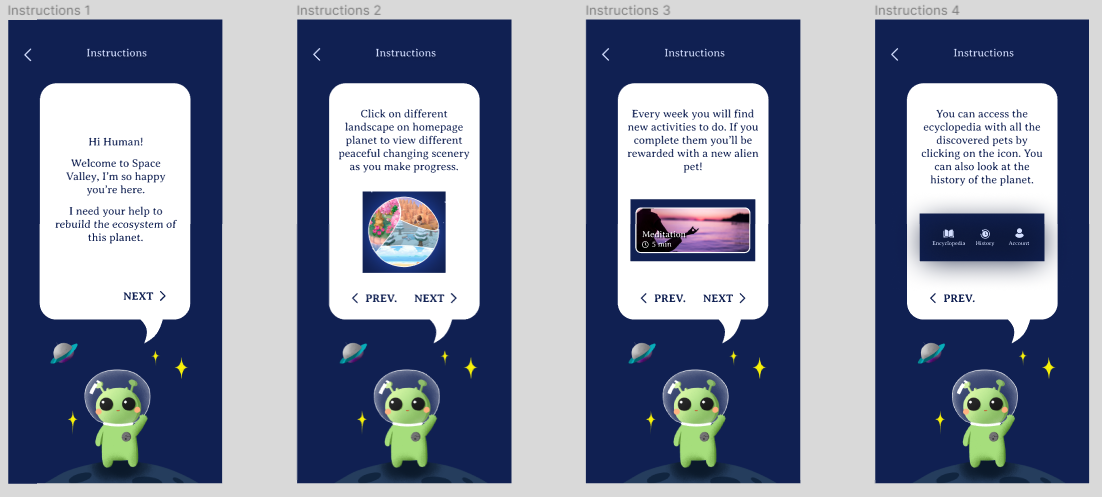 Instructions 1
Instructions
Hi Human!
Welcome to Space
Valley, I'm so happy
you're here.
I need your help to
rebuild the ecosystem of
this planet.
NEXT
Instructions 2
Instructions
Click on different
landscape on homepage
planet to view different
peaceful changing scenery
as you make progress.
PREV.
NEXT
Instructions 3
Instructions
Every week you will find
new activities to do. If you
complete them you'll be
rewarded with a new alien
pet!
Meditation
5 min
PREV.
NEXT
Instructions 4
Instructions
You can access the
ecyclopedia with all the
discovered pets by
clicking on the icon. You
can also look at the
history of the planet.
Encyclopedia
History
Account
PREV.